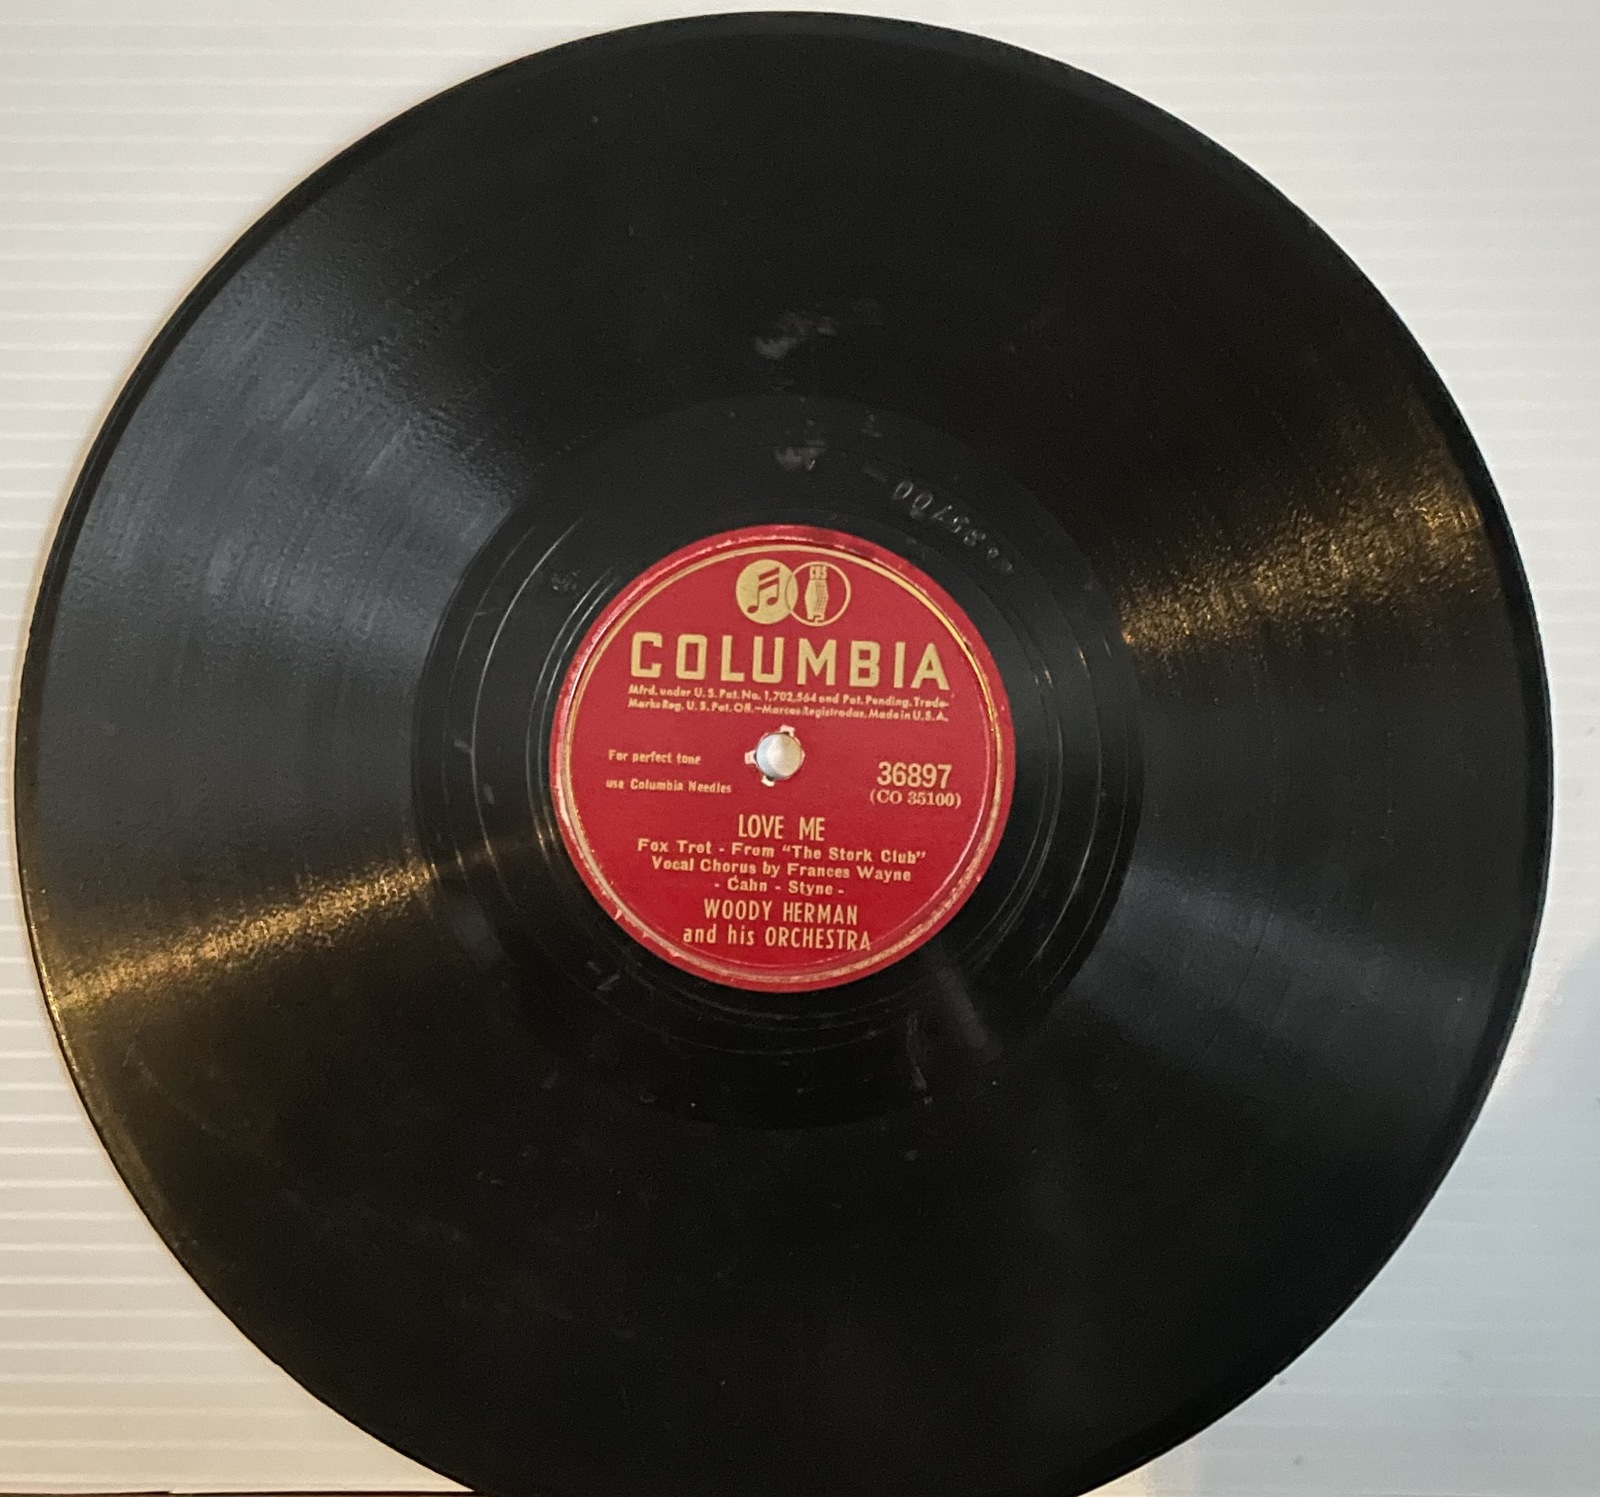 CBS
COLUMBIA
Mfrd. under U. S. Pat. No. 1,702,564 and Pat. Pending. Trade-
Marks Reg. U. S. Pat. Off.—Marcas Registradas. Made in U. S. A.
For perfect tone
use Columbia Needles
36897
(CO 35100)
LOVE ME
Fox Trot - From "The Stork Club"
Vocal Chorus by Frances Wayne
- Cahn - Styne -
WOODY HERMAN
and his ORCHESTRA